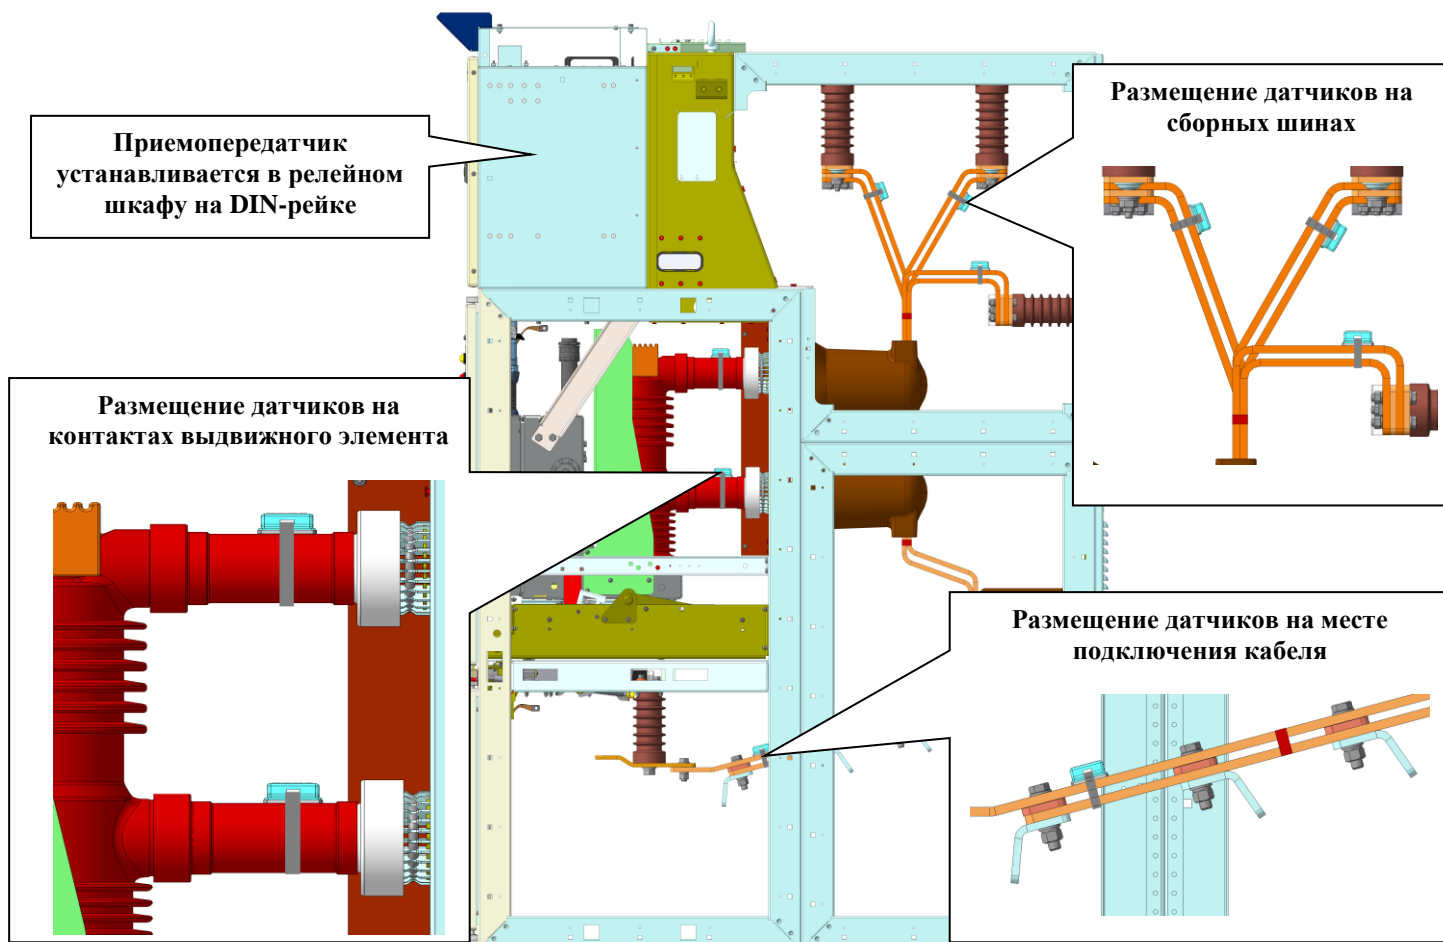 Приемопередатчик
устанавливается в релейном
шкафу на DIN-рейке
Размещение датчиков на
сборных шинах
Размещение датчиков на
контактах выдвижного элемента
Размещение датчиков на месте
подключения кабеля